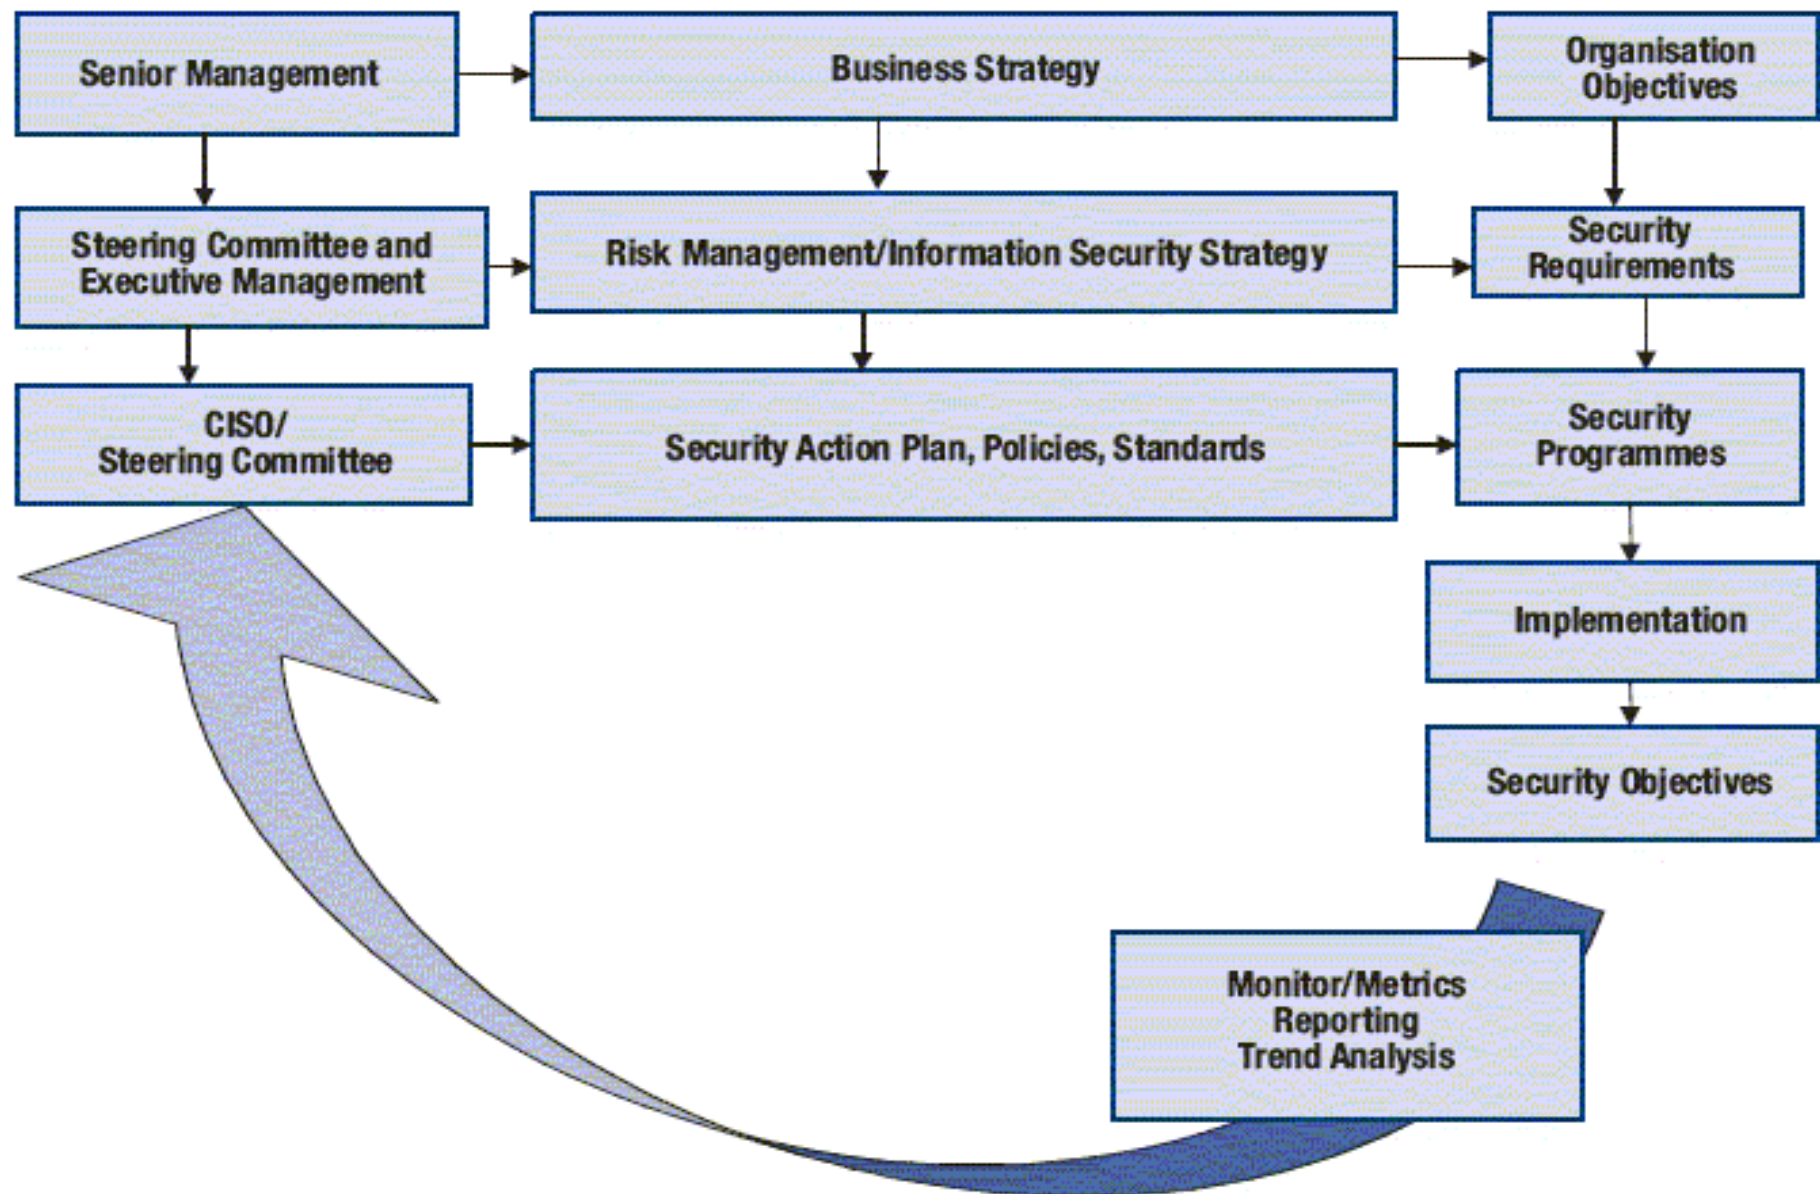 Senior Management
Business Strategy
Organisation
Objectives
Steering Committee and
Executive Management
Risk Management/Information Security Strategy
Security
Requirements
CISO/
Steering Committee
Security Action Plan, Policies, Standards
Security
Programmes
Implementation
Security Objectives
Monitor/Metrics
Reporting
Trend Analysis